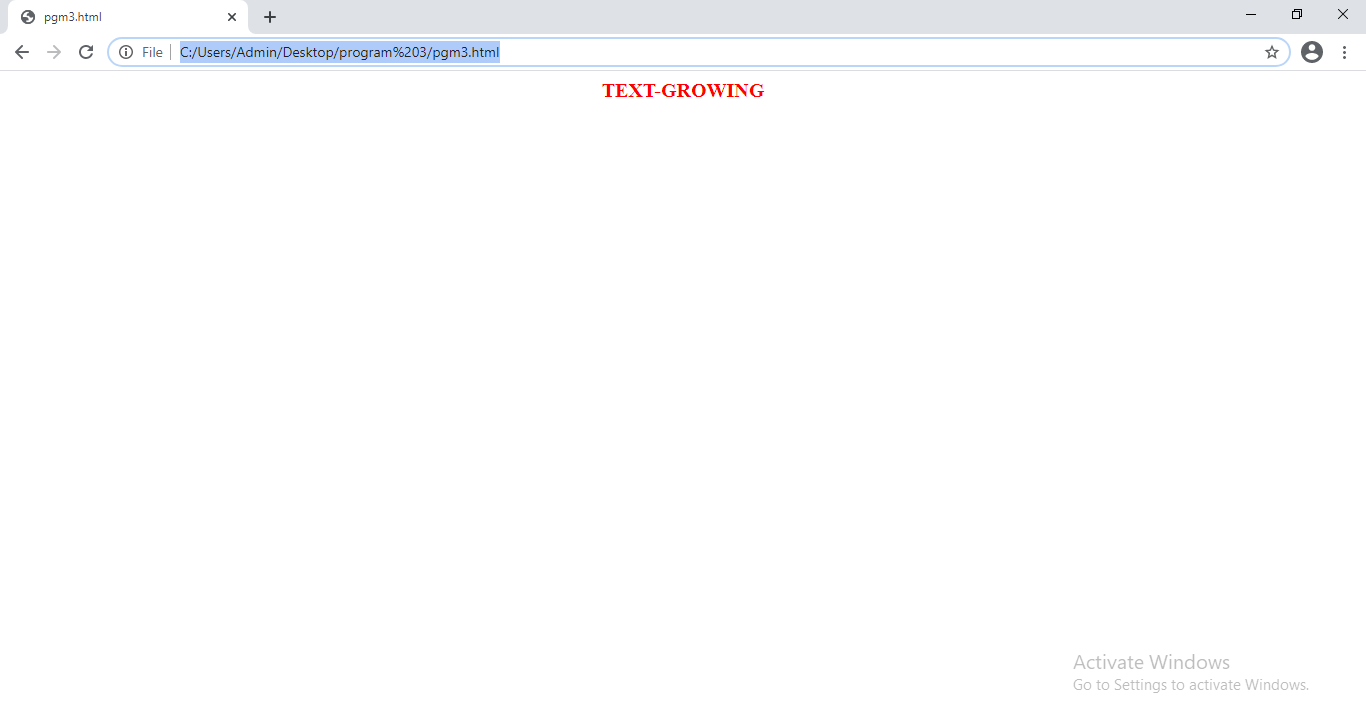 pgm3.html
File
C:/Users/Admin/Desktop/program%203/pgm3.html
TEXT-GROWING
Activate Windows
Go to Settings to activate Windows.